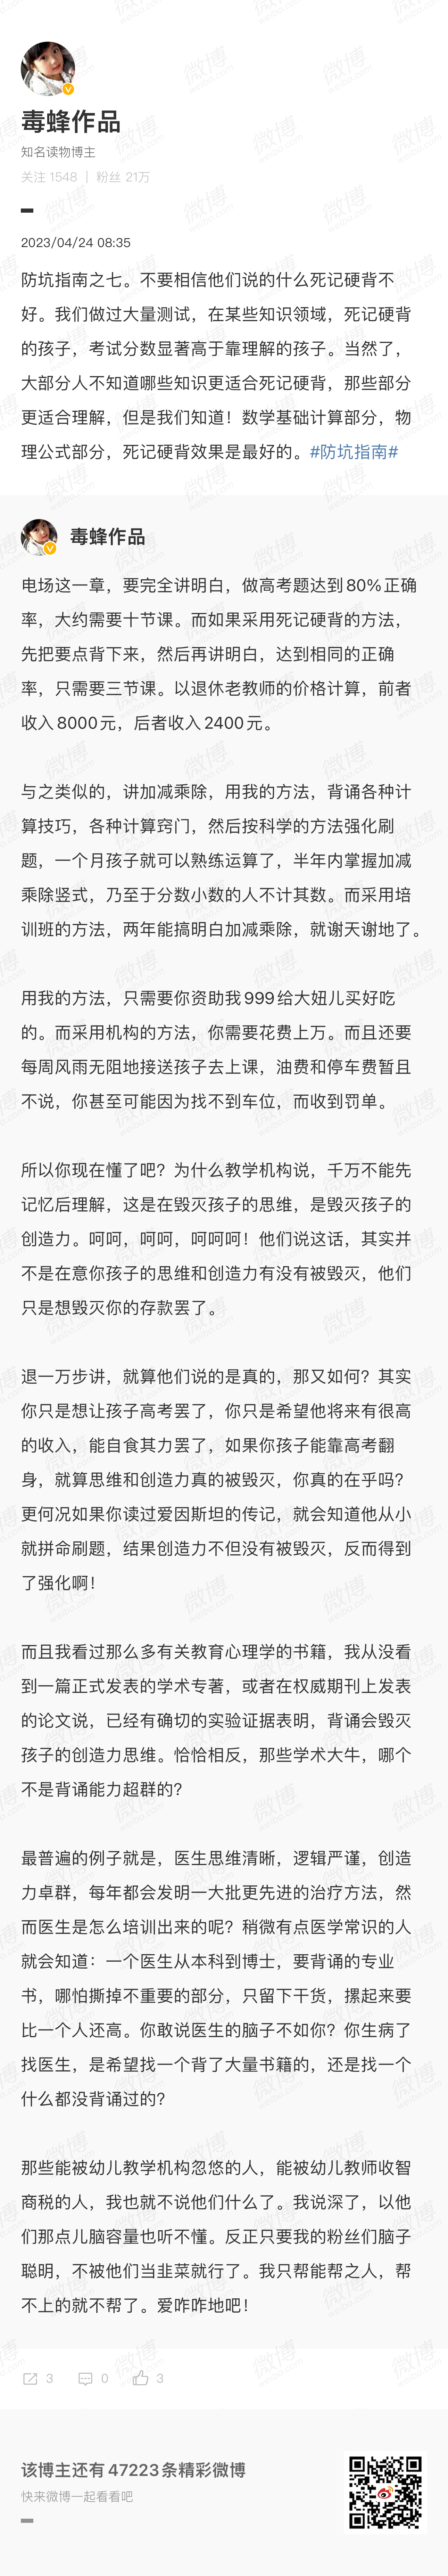 毒蜂作品
知名读物博主
关注 1548 | 粉丝 21万
2023/04/24 08:35
防坑指南之七。不要相信他们说的什么死记硬背不
好。我们做过大量测试，在某些知识领域，死记硬背
的孩子，考试分数显著高于靠理解的孩子。当然了，
大部分人不知道哪些知识更适合死记硬背，那些部分
更适合理解，但是我们知道！数学基础计算部分，物
理公式部分，死记硬背效果是最好的。#防坑指南#
毒蜂作品
电场这一章，要完全讲明白，做高考题达到80%正确
率，大约需要十节课。而如果采用死记硬背的方法，
先把要点背下来，然后再讲明白，达到相同的正确
率，只需要三节课。以退休老教师的价格计算，前者
收入8000元，后者收入2400元。
与之类似的，讲加减乘除，用我的方法，背诵各种计
算技巧，各种计算窍门，然后按科学的方法强化刷
题，一个月孩子就可以熟练运算了，半年内掌握加减
乘除竖式，乃至于分数小数的人不计其数。而采用培
训班的方法，两年能搞明白加减乘除，就谢天谢地了。
用我的方法，只需要你资助我999给大妞儿买好吃
的。而采用机构的方法，你需要花费上万。而且还要
每周风雨无阻地接送孩子去上课，油费和停车费暂且
不说，你甚至可能因为找不到车位，而收到罚单。
所以你现在懂了吧？为什么教学机构说，千万不能先
记忆后理解，这是在毁灭孩子的思维，是毁灭孩子的
创造力。呵呵，呵呵，呵呵呵！他们说这话，其实并
不是在意你孩子的思维和创造力有没有被毁灭，他们
只是想毁灭你的存款罢了。
退一万步讲，就算他们说的是真的，那又如何？其实
你只是想让孩子高考罢了，你只是希望他将来有很高
的收入，能自食其力罢了，如果你孩子能靠高考翻
身，就算思维和创造力真的被毁灭，你真的在乎吗？
更何况如果你读过爱因斯坦的传记，就会知道他从小
就拼命刷题，结果创造力不但没有被毁灭，反而得到
了强化啊！
而且我看过那么多有关教育心理学的书籍，我从没看
到一篇正式发表的学术专著，或者在权威期刊上发表
的论文说，已经有确切的实验证据表明，背诵会毁灭
孩子的创造力思维。恰恰相反，那些学术大牛，哪个
不是背诵能力超群的？
最普遍的例子就是，医生思维清晰，逻辑严谨，创造
力卓群，每年都会发明一大批更先进的治疗方法，然
而医生是怎么培训出来的呢？稍微有点医学常识的人
就会知道：一个医生从本科到博士，要背诵的专业
书，哪怕撕掉不重要的部分，只留下干货，摞起来要
比一个人还高。你敢说医生的脑子不如你？你生病了
找医生，是希望找一个背了大量书籍的，还是找一个
什么都没背诵过的？
那些能被幼儿教学机构忽悠的人，能被幼儿教师收智
商税的人，我也就不说他们什么了。我说深了，以他
们那点儿脑容量也听不懂。反正只要我的粉丝们脑子
聪明，不被他们当韭菜就行了。我只帮能帮之人，帮
不上的就不帮了。爱咋咋地吧！
3 0 3
该博主还有47223条精彩微博
快来微博一起看看吧